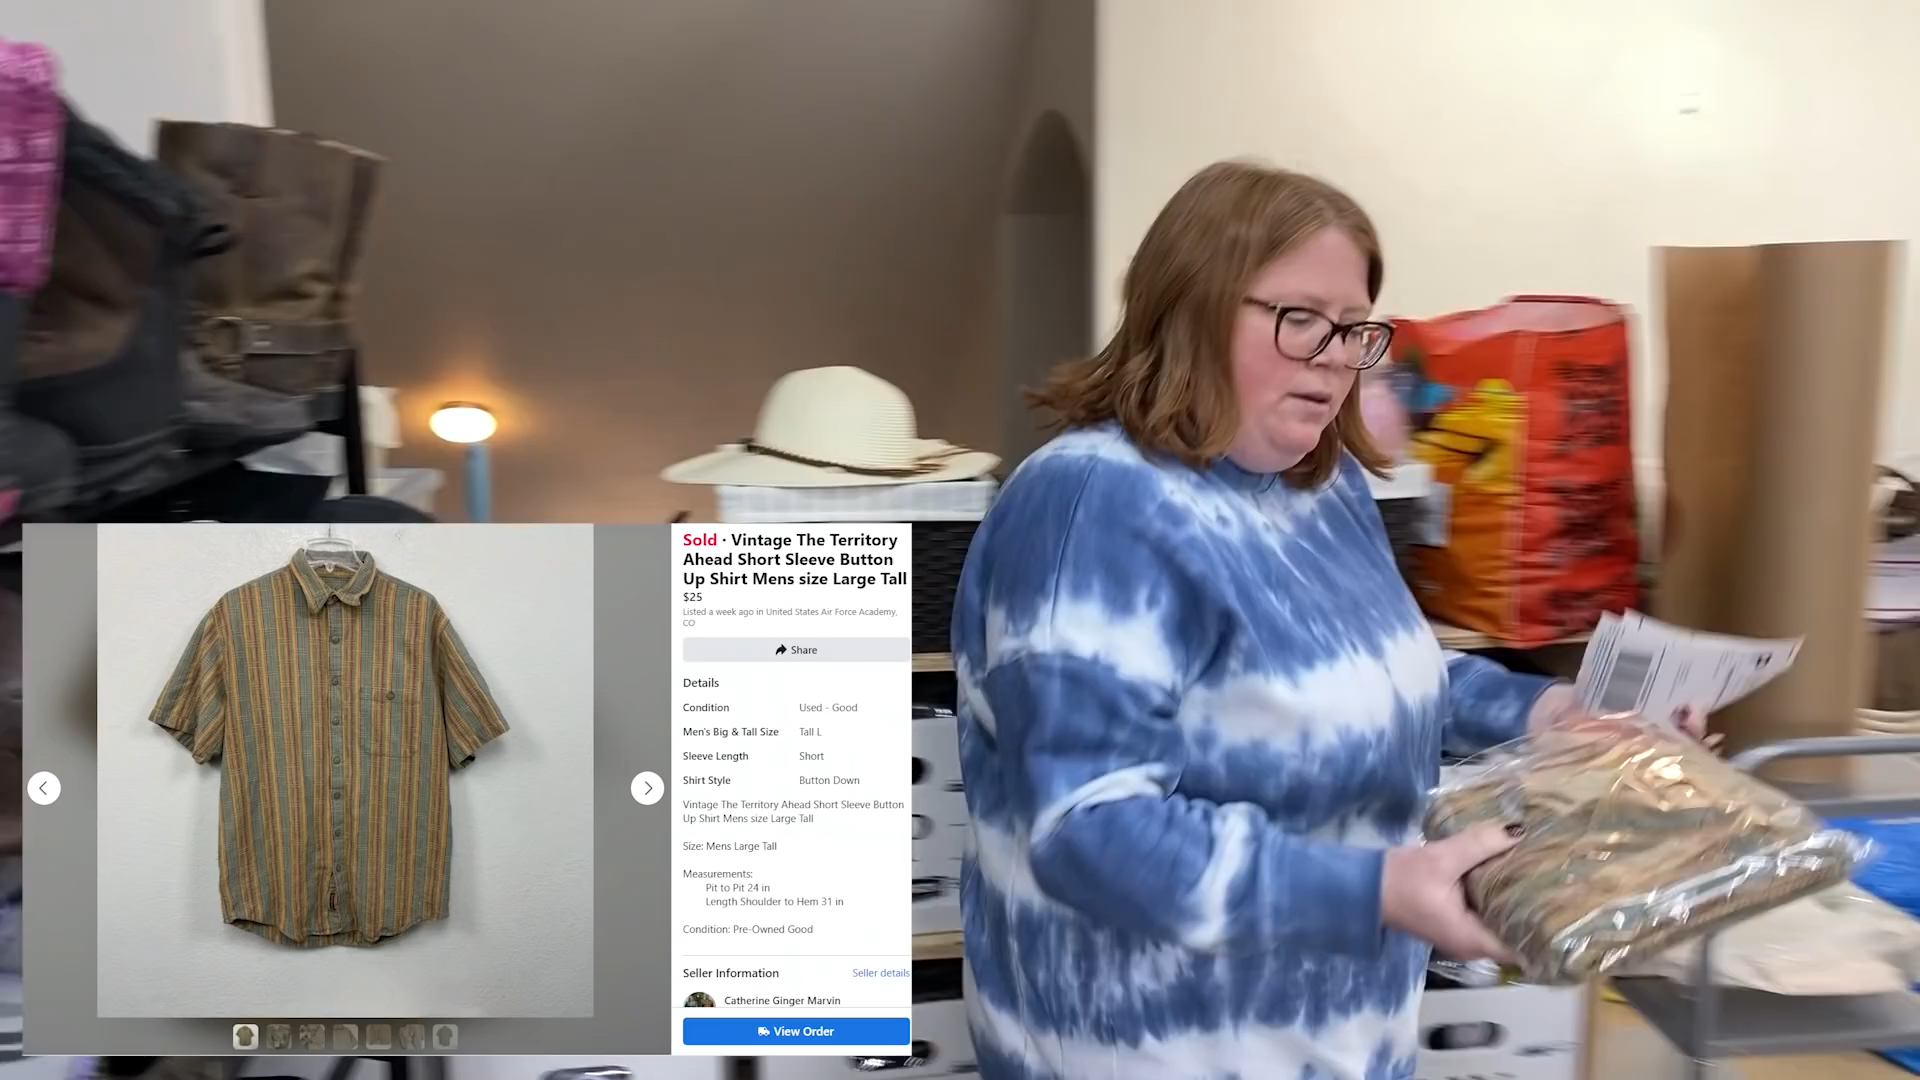 Sold · Vintage The Territory
Ahead Short Sleeve Button
Up Shirt Mens size Large Tall
$25
Listed a week ago in United States Air Force Academy,
CO
Share
Details
Condition Used - Good
Men's Big & Tall Size Tall L
Sleeve Length Short
Shirt Style Button Down
Vintage The Territory Ahead Short Sleeve Button
Up Shirt Mens size Large Tall
Size: Mens Large Tall
Measurements:
Pit to Pit 24 in
Length Shoulder to Hem 31 in
Condition: Pre-Owned Good
Seller Information Seller details
Catherine Ginger Marvin
View Order